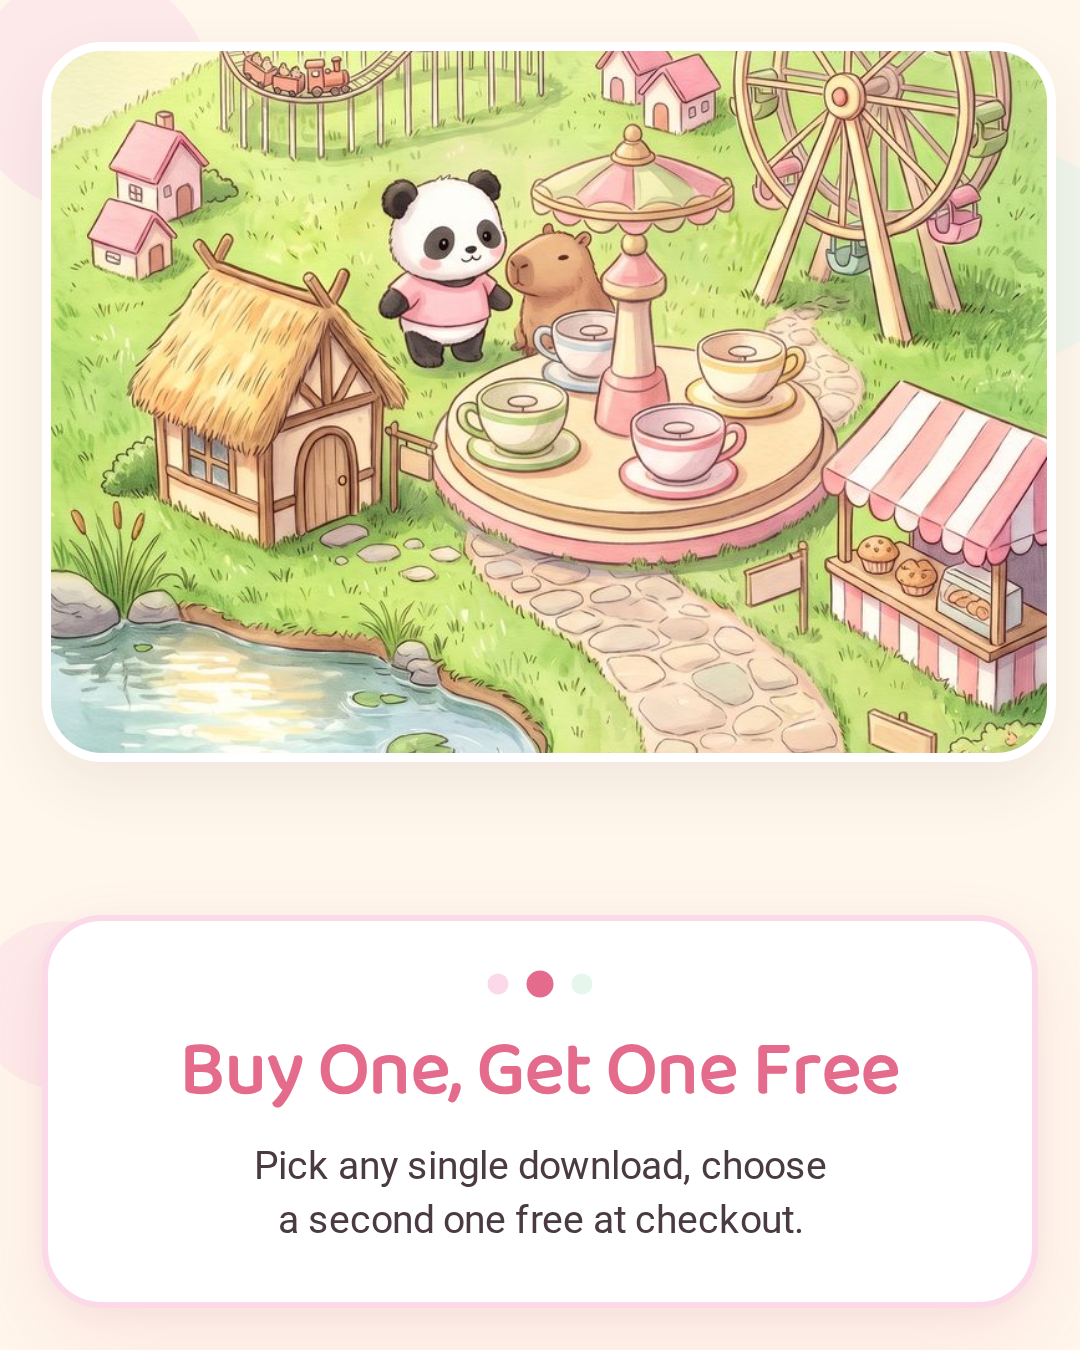 Buy One, Get One Free
Pick any single download, choose
a second one free at checkout.